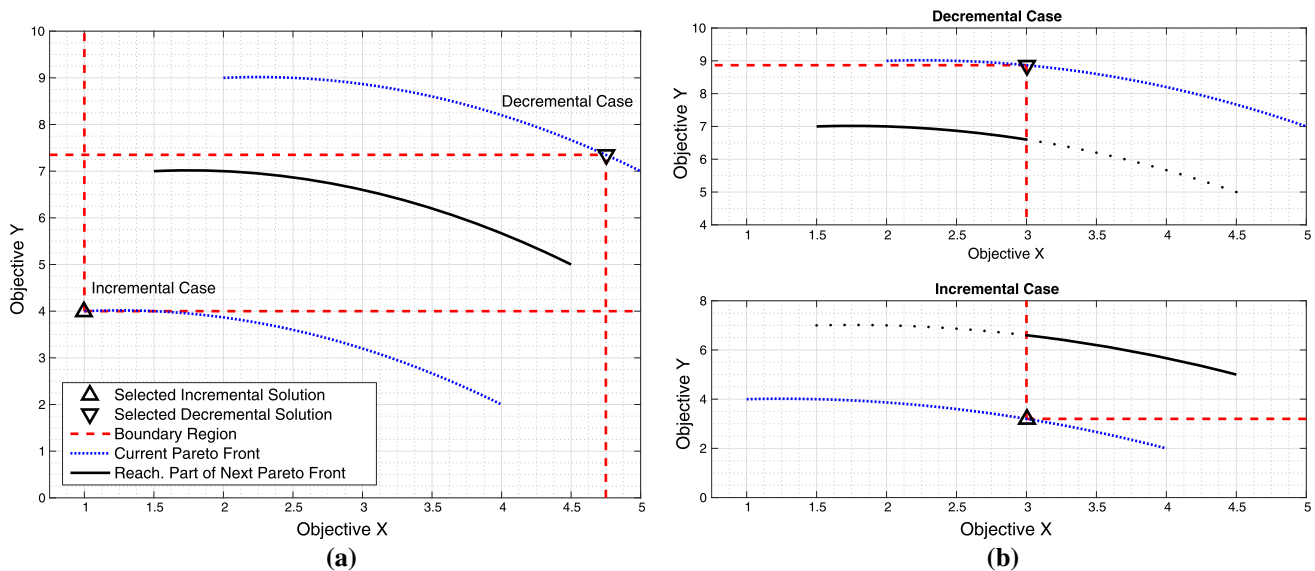 10
9
8
7
6
5
4
3
2
1
0
Objective Y
Decremental Case
Incremental Case
Selected Incremental Solution
Selected Decremental Solution
Boundary Region
Current Pareto Front
Reach. Part of Next Pareto Front
1 1.5 2 2.5 3 3.5 4 4.5 5
Objective X
(a)
Decremental Case
10
9
8
7
6
5
4
Objective Y
1 1.5 2 2.5 3 3.5 4 4.5 5
Objective X
Incremental Case
8
6
4
2
0
Objective Y
1 1.5 2 2.5 3 3.5 4 4.5 5
Objective X
(b)